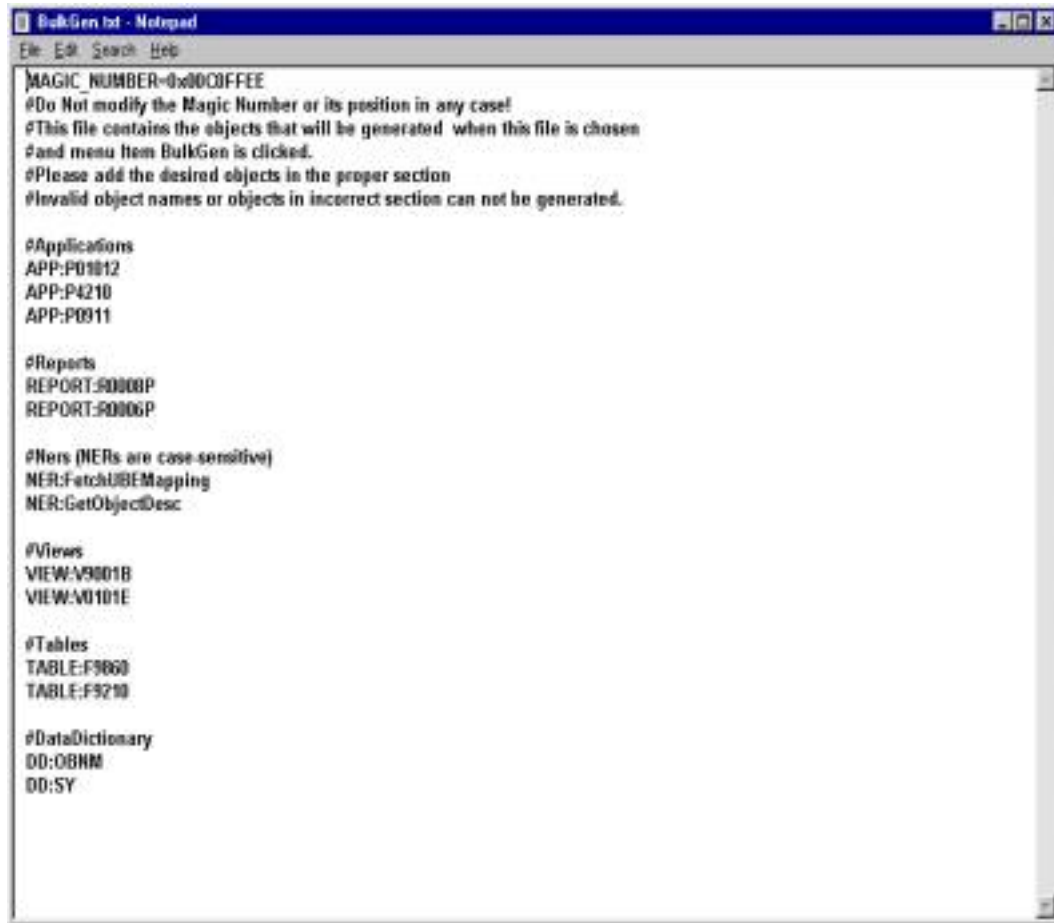 BulkGen.txt - Notepad
File Edit Search Help
MAGIC_NUMBER=0x00C0FFEE
#Do Not modify the Magic Number or its position in any case!
#This file contains the objects that will be generated  when this file is chosen
#and menu Item BulkGen is clicked.
#Please add the desired objects in the proper section
#Invalid object names or objects in incorrect section can not be generated.
#Applications
APP:P01012
APP:P4210
APP:P0911
#Reports
REPORT:R0008P
REPORT:R0006P
#Ners (NERs are case-sensitive)
NER:FetchUBEMapping
NER:GetObjectDesc
#Views
VIEW:V9001B
VIEW:V0101E
#Tables
TABLE:F9860
TABLE:F9210
#DataDictionary
DD:OBNM
DD:SY